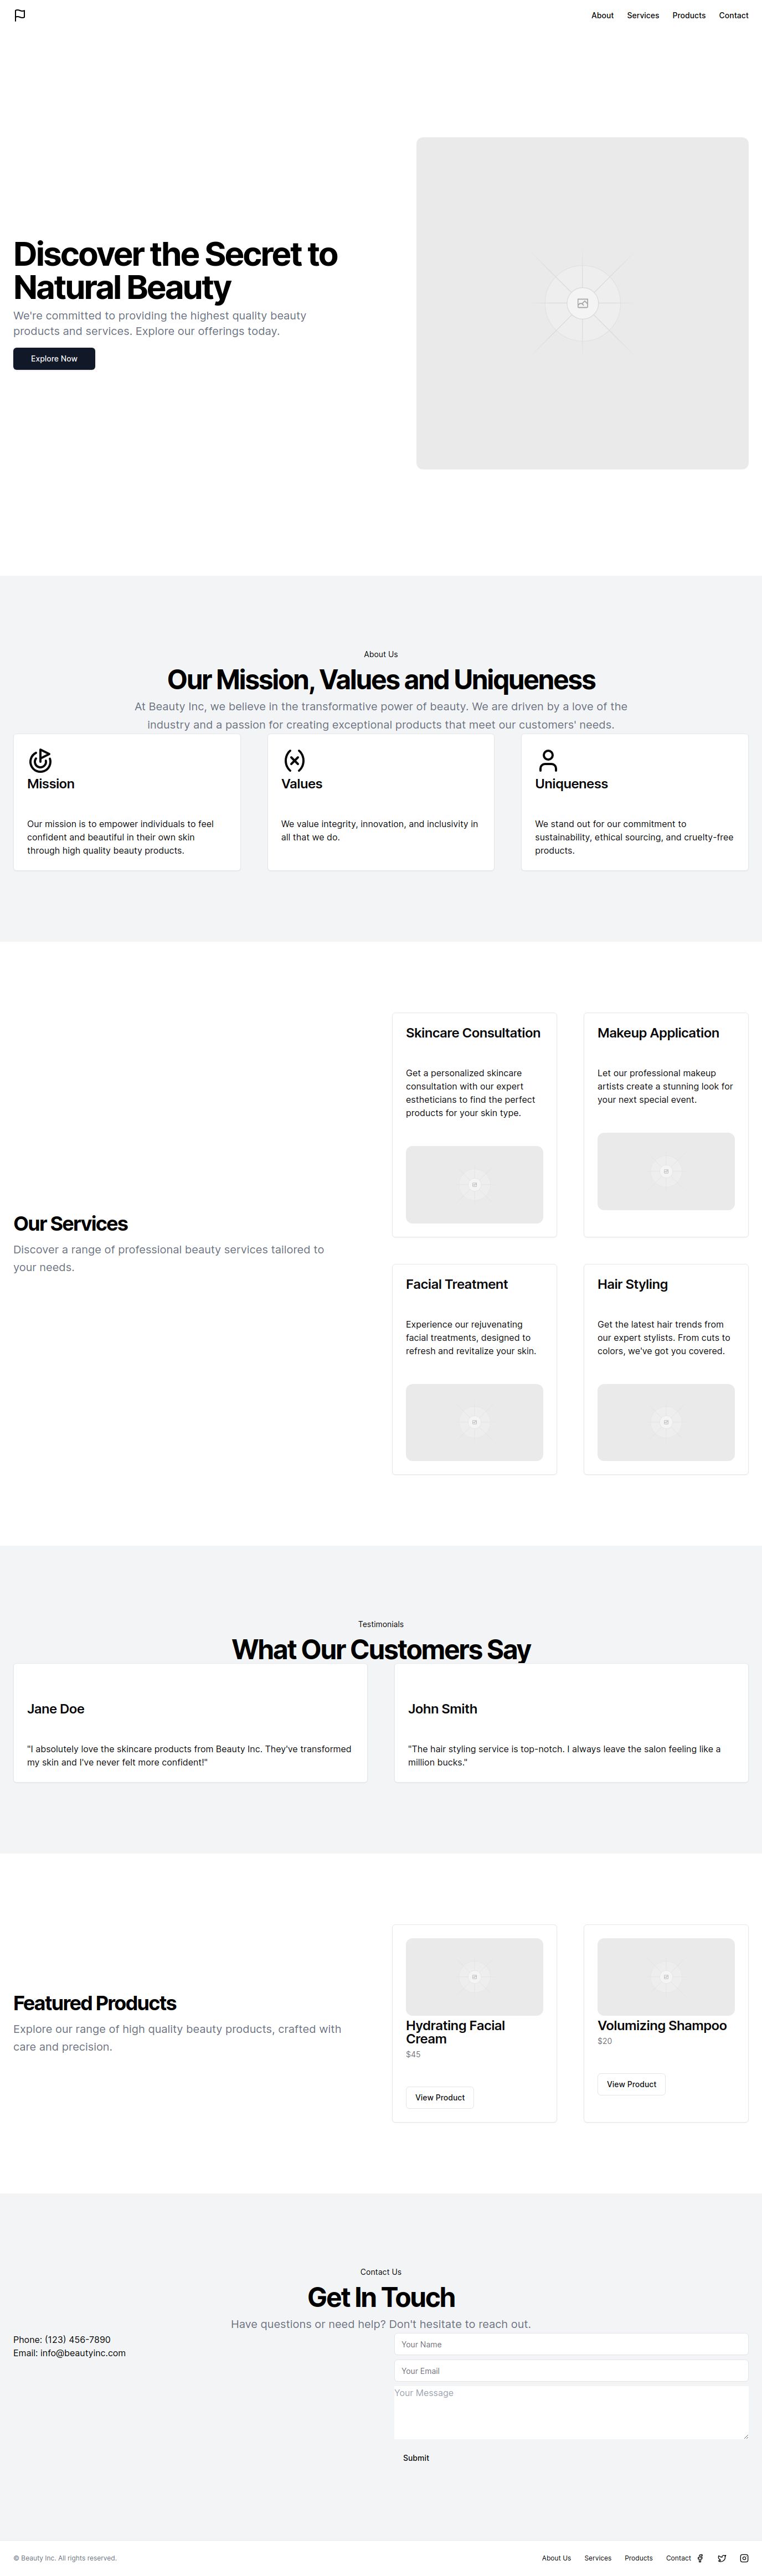 About Services Products Contact
Discover the Secret to
Natural Beauty
We're committed to providing the highest quality beauty
products and services. Explore our offerings today.
Explore Now
About Us
Our Mission, Values and Uniqueness
At Beauty Inc, we believe in the transformative power of beauty. We are driven by a love of the
industry and a passion for creating exceptional products that meet our customers' needs.
Mission
Our mission is to empower individuals to feel
confident and beautiful in their own skin
through high quality beauty products.
Values
We value integrity, innovation, and inclusivity in
all that we do.
Uniqueness
We stand out for our commitment to
sustainability, ethical sourcing, and cruelty-free
products.
Our Services
Discover a range of professional beauty services tailored to
your needs.
Skincare Consultation
Get a personalized skincare
consultation with our expert
estheticians to find the perfect
products for your skin type.
Makeup Application
Let our professional makeup
artists create a stunning look for
your next special event.
Facial Treatment
Experience our rejuvenating
facial treatments, designed to
refresh and revitalize your skin.
Hair Styling
Get the latest hair trends from
our expert stylists. From cuts to
colors, we've got you covered.
Testimonials
What Our Customers Say
Jane Doe
"I absolutely love the skincare products from Beauty Inc. They've transformed
my skin and I've never felt more confident!"
John Smith
"The hair styling service is top-notch. I always leave the salon feeling like a
million bucks."
Featured Products
Explore our range of high quality beauty products, crafted with
care and precision.
Hydrating Facial
Cream
$45
View Product
Volumizing Shampoo
$20
View Product
Contact Us
Get In Touch
Have questions or need help? Don't hesitate to reach out.
Phone: (123) 456-7890
Email: info@beautyinc.com
Your Name
Your Email
Your Message
Submit
© Beauty Inc. All rights reserved.
About Us Services Products Contact